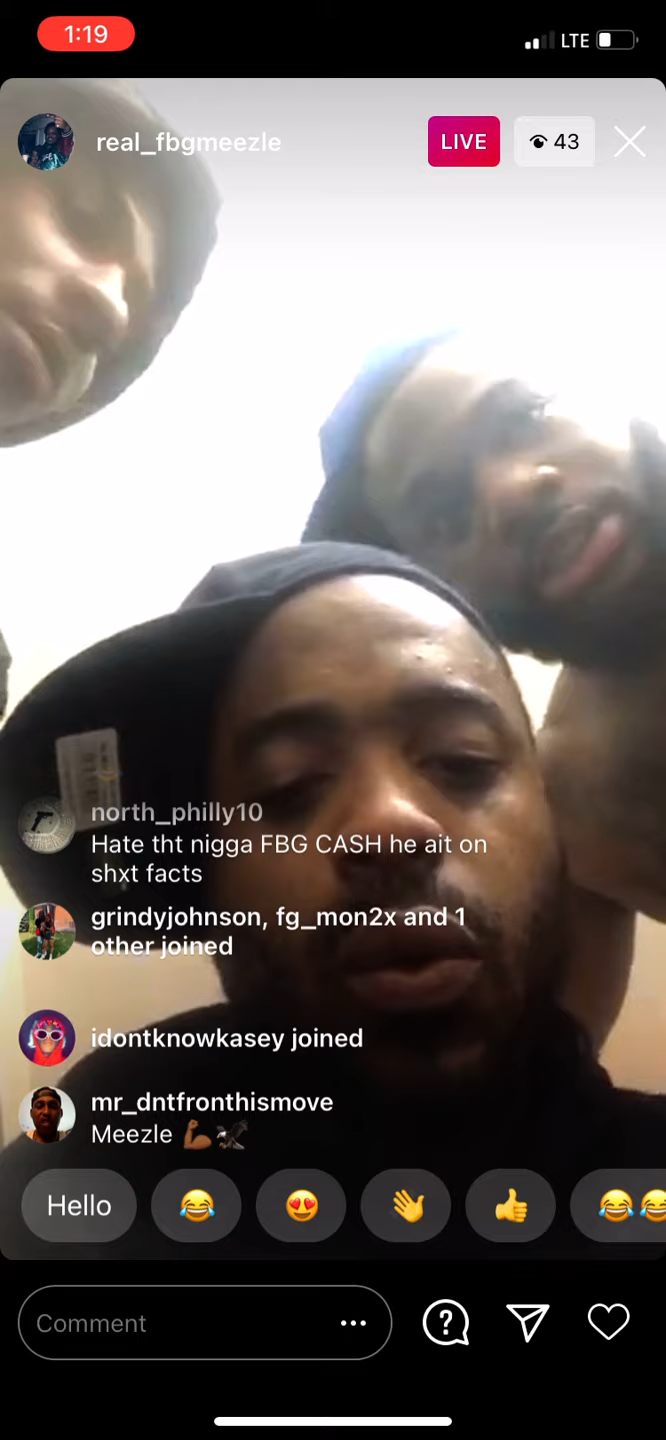 1:19
LTE
real_fbgmeezle
LIVE
43
north_philly10
Hate tht nigga FBG CASH he ait on
shxt facts
grindyjohnson, fg_mon2x and 1
other joined
idontknowkasey joined
mr_dntfronthismove
Meezle 💪🏾🦅
Hello
Comment